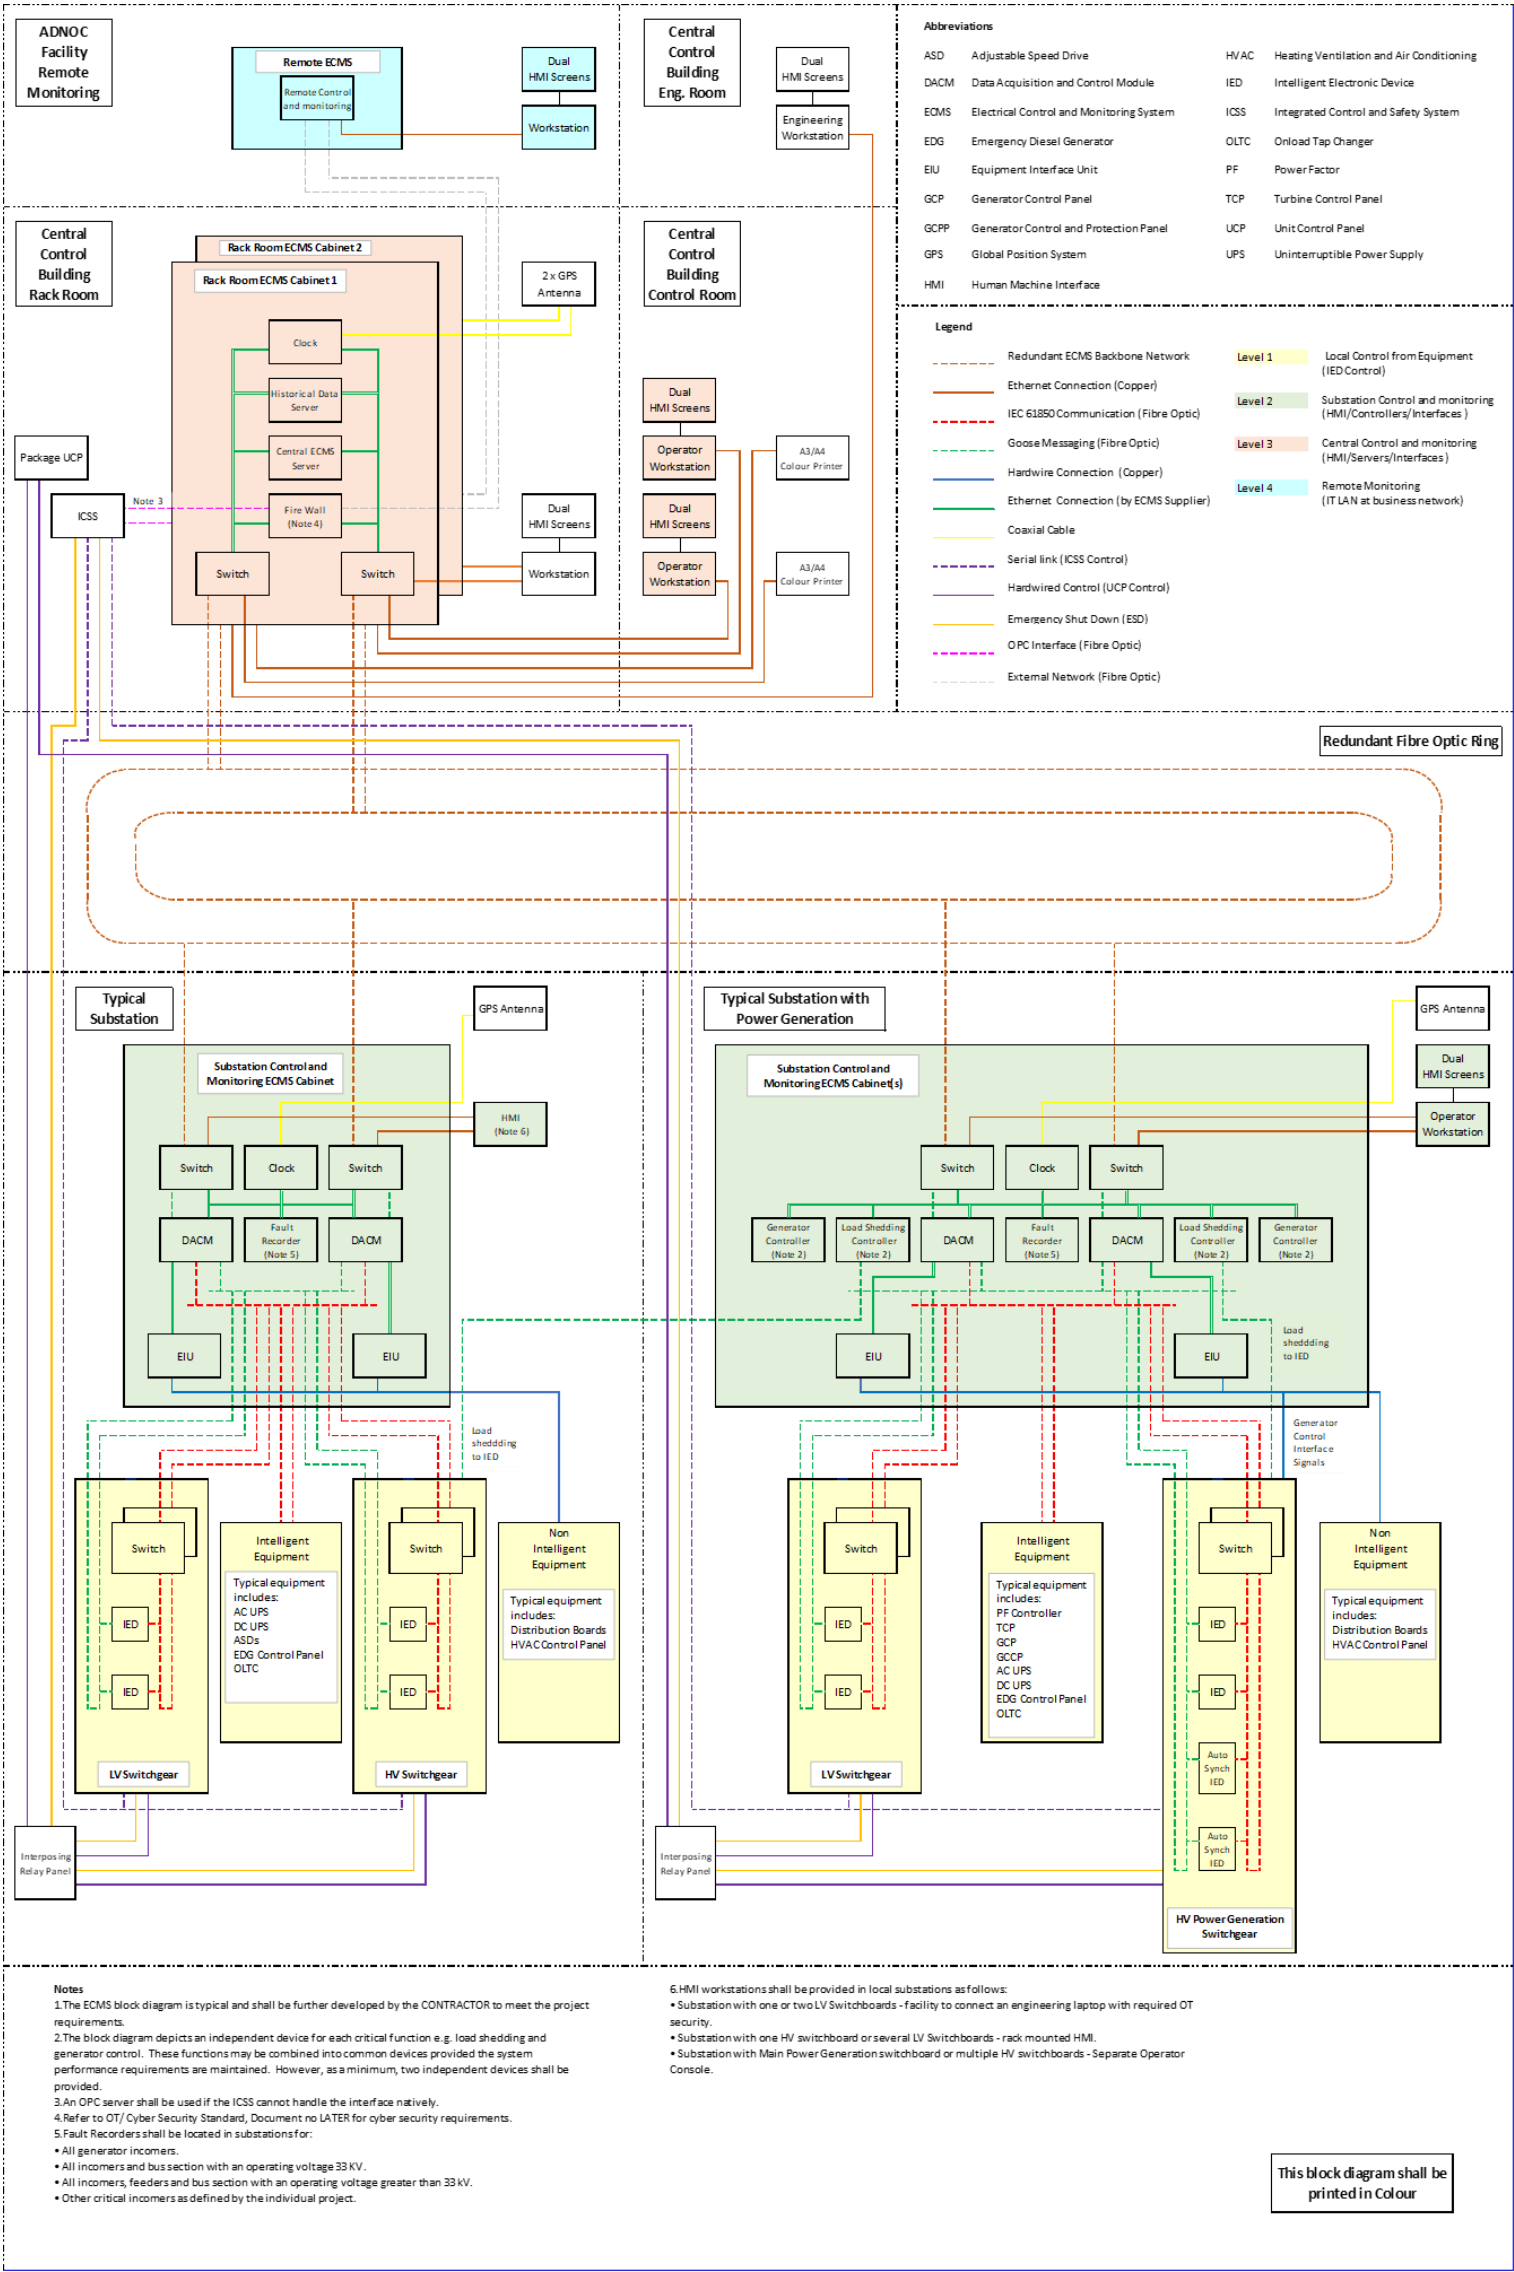 ADNOC
Facility
Remote
Monitoring
Remote ECMS
Remote Control
and monitoring
Dual
HMI Screens
Workstation
Central
Control
Building
Eng. Room
Dual
HMI Screens
Engineering
Workstation
Abbreviations
ASD Adjustable Speed Drive
DACM Data Acquisition and Control Module
ECMS Electrical Control and Monitoring System
EDG Emergency Diesel Generator
EIU Equipment Interface Unit
GCP Generator Control Panel
GCPP Generator Control and Protection Panel
GPS Global Position System
HMI Human Machine Interface
HVAC Heating Ventilation and Air Conditioning
IED Intelligent Electronic Device
ICSS Integrated Control and Safety System
OLTC Onload Tap Changer
PF Power Factor
TCP Turbine Control Panel
UCP Unit Control Panel
UPS Uninterruptible Power Supply
Central
Control
Building
Rack Room
Rack Room ECMS Cabinet 2
Rack Room ECMS Cabinet 1
Clock
Historical Data
Server
Central ECMS
Server
Fire Wall
(Note 4)
Switch
Switch
2 x GPS
Antenna
Package UCP
ICSS
Note 3
Dual
HMI Screens
Workstation
Central
Control
Building
Control Room
Dual
HMI Screens
Operator
Workstation
A3/A4
Colour Printer
Dual
HMI Screens
Operator
Workstation
A3/A4
Colour Printer
Legend
Redundant ECMS Backbone Network
Ethernet Connection (Copper)
IEC 61850 Communication (Fibre Optic)
Goose Messaging (Fibre Optic)
Hardwire Connection (Copper)
Ethernet Connection (by ECMS Supplier)
Coaxial Cable
Serial link (ICSS Control)
Hardwired Control (UCP Control)
Emergency Shut Down (ESD)
OPC Interface (Fibre Optic)
External Network (Fibre Optic)
Level 1 Local Control from Equipment
(IED Control)
Level 2 Substation Control and monitoring
(HMI/Controllers/Interfaces )
Level 3 Central Control and monitoring
(HMI/Servers/Interfaces )
Level 4 Remote Monitoring
(IT LAN at business network)
Redundant Fibre Optic Ring
Typical
Substation
GPS Antenna
Substation Control and
Monitoring ECMS Cabinet
HMI
(Note 6)
Switch
Clock
Switch
DACM
Fault
Recorder
(Note 5)
DACM
EIU
EIU
Load
sheddding
to IED
Switch
IED
IED
LV Switchgear
Intelligent
Equipment
Typical equipment
includes:
AC UPS
DC UPS
ASDs
EDG Control Panel
OLTC
Switch
IED
IED
HV Switchgear
Non
Intelligent
Equipment
Typical equipment
includes:
Distribution Boards
HVAC Control Panel
Interposing
Relay Panel
Typical Substation with
Power Generation
GPS Antenna
Dual
HMI Screens
Operator
Workstation
Substation Control and
Monitoring ECMS Cabinet(s)
Switch
Clock
Switch
Generator
Controller
(Note 2)
Load Shedding
Controller
(Note 2)
DACM
Fault
Recorder
(Note 5)
DACM
Load Shedding
Controller
(Note 2)
Generator
Controller
(Note 2)
EIU
EIU
Load
sheddding
to IED
Generator
Control
Interface
Signals
Switch
IED
IED
LV Switchgear
Intelligent
Equipment
Typical equipment
includes:
PF Controller
TCP
GCP
GCCP
AC UPS
DC UPS
EDG Control Panel
OLTC
Switch
IED
IED
Auto
Synch
IED
Auto
Synch
IED
HV Power Generation
Switchgear
Non
Intelligent
Equipment
Typical equipment
includes:
Distribution Boards
HVAC Control Panel
Interposing
Relay Panel
Notes
1.The ECMS block diagram is typical and shall be further developed by the CONTRACTOR to meet the project
requirements.
2.The block diagram depicts an independent device for each critical function e.g. load shedding and
generator control. These functions may be combined into common devices provided the system
performance requirements are maintained. However, as a minimum, two independent devices shall be
provided.
3.An OPC server shall be used if the ICSS cannot handle the interface natively.
4.Refer to OT/ Cyber Security Standard, Document no LATER for cyber security requirements.
5.Fault Recorders shall be located in substations for:
• All generator incomers.
• All incomers and bus section with an operating voltage 33 KV.
• All incomers, feeders and bus section with an operating voltage greater than 33 kV.
• Other critical incomers as defined by the individual project.
6.HMI workstations shall be provided in local substations as follows:
• Substation with one or two LV Switchboards - facility to connect an engineering laptop with required OT
security.
• Substation with one HV switchboard or several LV Switchboards - rack mounted HMI.
• Substation with Main Power Generation switchboard or multiple HV switchboards - Separate Operator
Console.
This block diagram shall be
printed in Colour